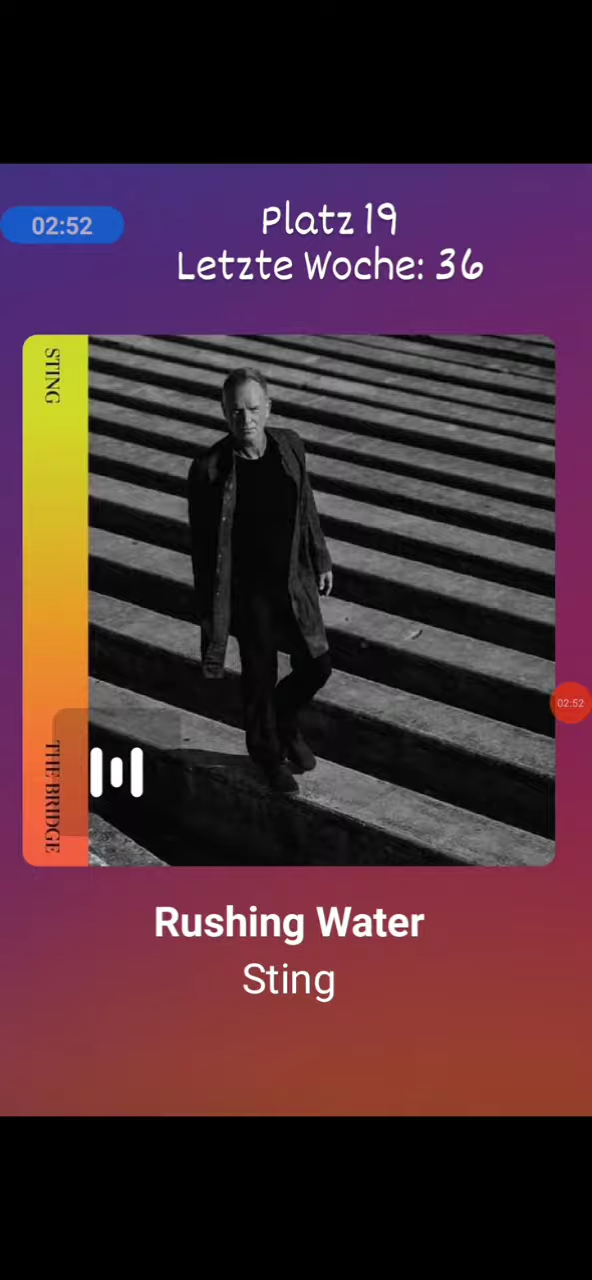 02:52
Platz 19
Letzte Woche: 36
STING
THE BRIDGE
02:52
Rushing Water
Sting